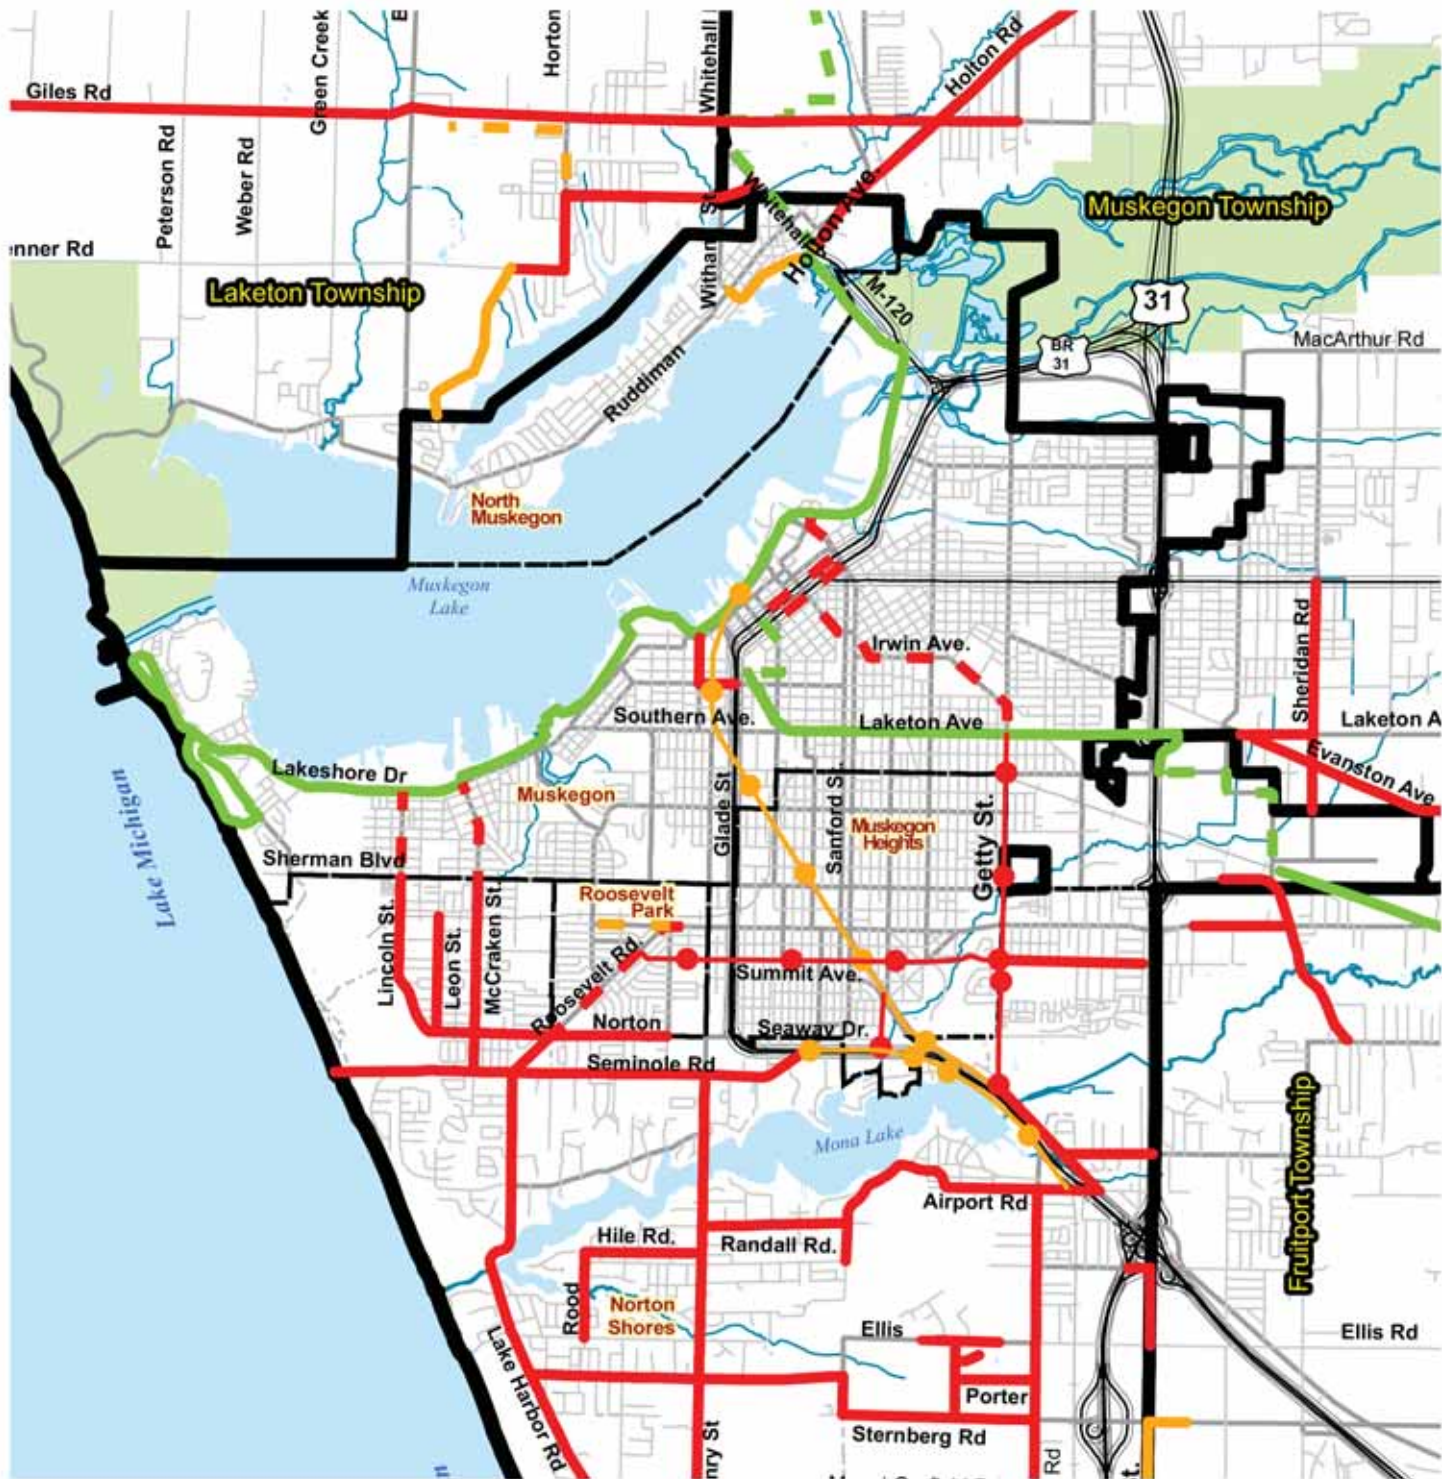 Giles Rd
Peterson Rd
Weber Rd
Green Creek
Horton
Whitehall
Holton Rd
enner Rd
Laketon Township
Witham St.
Whitehall
Hobson Ave.
M-120
Muskegon Township
31
BR
31
MacArthur Rd
Ruddiman
North
Muskegon
Muskegon
Lake
Irwin Ave.
Sheridan Rd
Southern Ave.
Laketon Ave
Laketon A
Evanston Ave
Lakeshore Dr
Muskegon
Glade St
Sanford St.
Muskegon
Heights
Getty St.
Lake Michigan
Sherman Blvd
Roosevelt
Park
Lincoln St.
Leon St.
McCraken St.
Roosevelt Rd.
Summit Ave.
Norton
Seaway Dr.
Seminole Rd
Mona Lake
Fruitport Township
Airport Rd
Hile Rd.
Randall Rd.
Rood
Norton
Shores
Ellis
Ellis Rd
Lake Harbor Rd
Porter
Sternberg Rd
nry St
Rd
t.
n